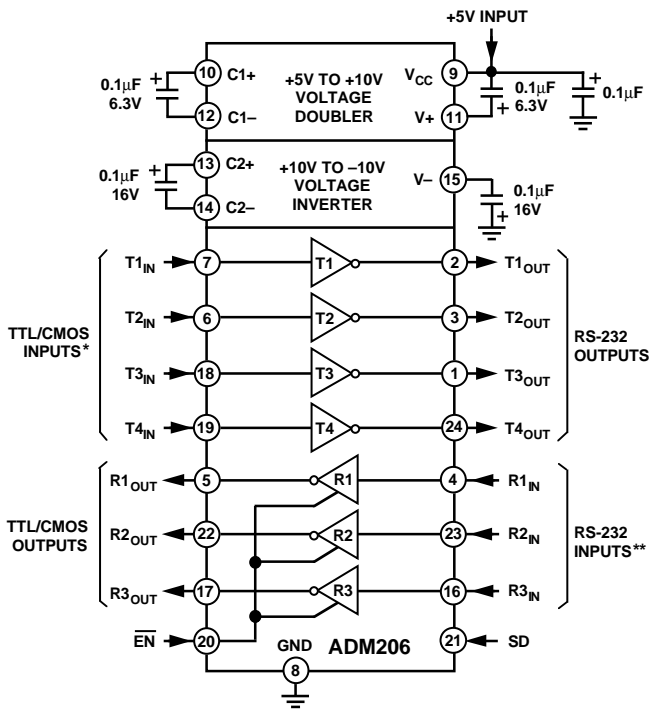 +5V INPUT
0.1µF
6.3V
+
10
C1+
12
C1–
+5V TO +10V
VOLTAGE
DOUBLER
VCC
9
V+
11
+
0.1µF
6.3V
+
0.1µF
0.1µF
16V
+
13
C2+
14
C2–
+10V TO –10V
VOLTAGE
INVERTER
V–
15
0.1µF
16V
+
TTL/CMOS
INPUTS*
T1IN
7
T1
2
T1OUT
T2IN
6
T2
3
T2OUT
T3IN
18
T3
1
T3OUT
T4IN
19
T4
24
T4OUT
RS-232
OUTPUTS
TTL/CMOS
OUTPUTS
R1OUT
5
R1
4
R1IN
R2OUT
22
R2
23
R2IN
R3OUT
17
R3
16
R3IN
RS-232
INPUTS**
EN
20
GND
8
ADM206
21
SD